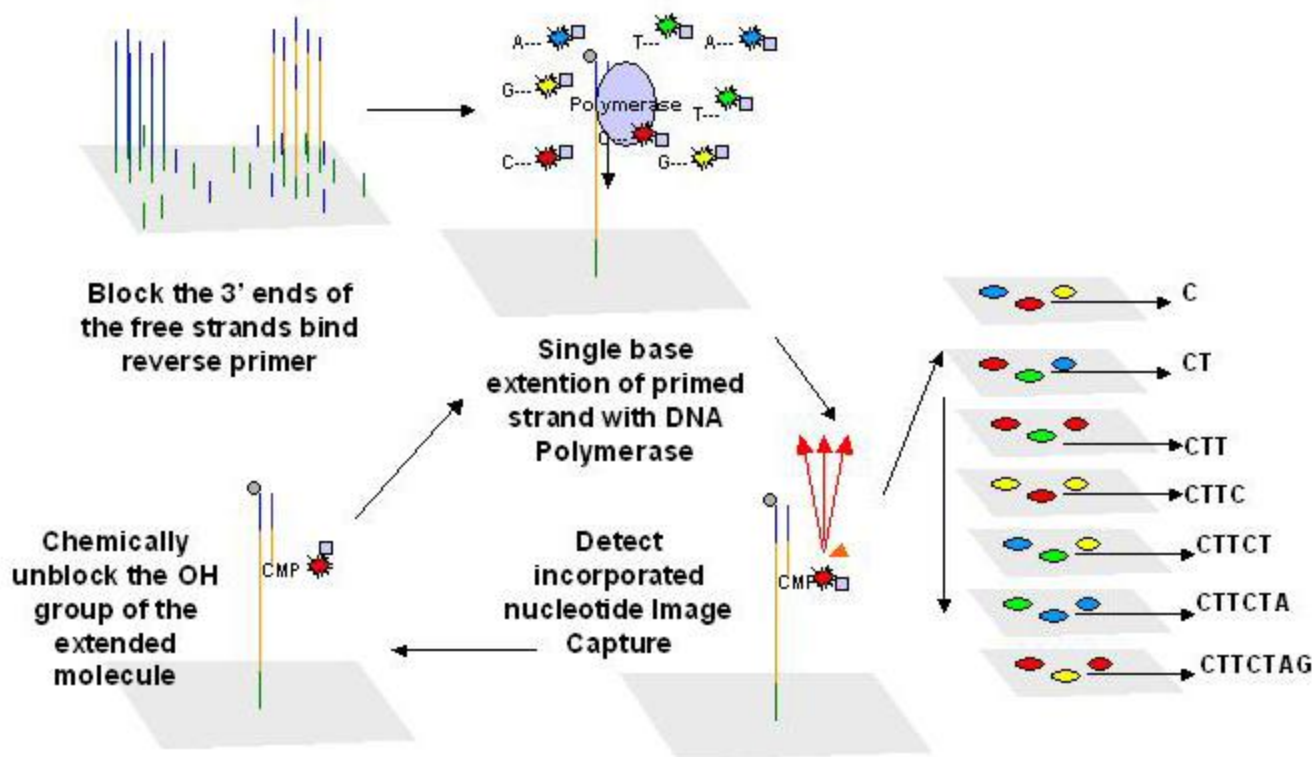 A---
T---
A---
G---
Polymerase
T---
C---
C---
G---
Block the 3' ends of
the free strands bind
reverse primer
Single base
extention of primed
strand with DNA
Polymerase
Chemically
unblock the OH
group of the
extended
molecule
CMP
Detect
incorporated
nucleotide Image
Capture
CMP
C
CT
CTT
CTTC
CTTCT
CTTCTA
CTTCTAG